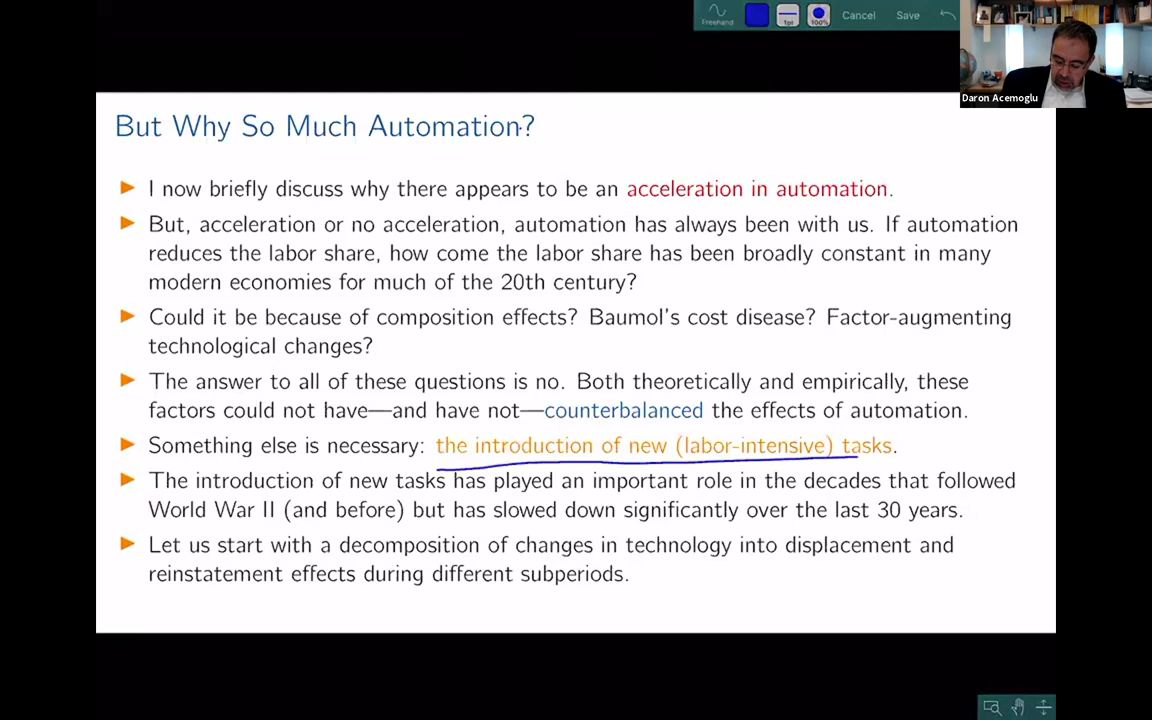 Freehand 1pt 100% Cancel Save
Daron Acemoglu
But Why So Much Automation?
I now briefly discuss why there appears to be an acceleration in automation.
But, acceleration or no acceleration, automation has always been with us. If automation
reduces the labor share, how come the labor share has been broadly constant in many
modern economies for much of the 20th century?
Could it be because of composition effects? Baumol's cost disease? Factor-augmenting
technological changes?
The answer to all of these questions is no. Both theoretically and empirically, these
factors could not have—and have not—counterbalanced the effects of automation.
Something else is necessary: the introduction of new (labor-intensive) tasks.
The introduction of new tasks has played an important role in the decades that followed
World War II (and before) but has slowed down significantly over the last 30 years.
Let us start with a decomposition of changes in technology into displacement and
reinstatement effects during different subperiods.